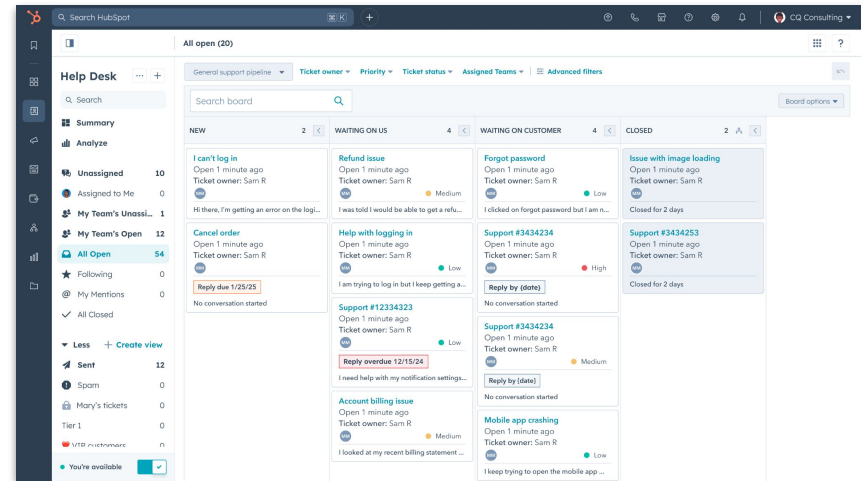 Search HubSpot
⌘ K
+
CQ Consulting
All open (20)
?
Help Desk
... +
General support pipeline
Ticket owner
Priority
Ticket status
Assigned Teams
Advanced filters
Search
Search board
Board options
Summary
Analyze
Unassigned 10
Assigned to Me 0
My Team's Unassi... 1
My Team's Open 12
All Open 54
Following 0
@ My Mentions 0
All Closed
Less + Create view
Sent 12
Spam 0
Mary's tickets 0
Tier 1 0
VIP customers 0
You're available
NEW 2
I can't log in
Open 1 minute ago
Ticket owner: Sam R
MM
Hi there, I'm getting an error on the logi...
Cancel order
Open 1 minute ago
Ticket owner: Sam R
MM
Reply due 1/25/25
No conversation started
WAITING ON US 4
Refund issue
Open 1 minute ago
Ticket owner: Sam R
MM
Medium
I was told I would be able to get a refu...
Help with logging in
Open 1 minute ago
Ticket owner: Sam R
MM
Low
I am trying to log in but I keep getting a...
Support #12334323
Open 1 minute ago
Ticket owner: Sam R
MM
Low
Reply overdue 12/15/24
I need help with my notification settings...
Account billing issue
Open 1 minute ago
Ticket owner: Sam R
MM
Medium
I looked at my recent billing statement ...
WAITING ON CUSTOMER 4
Forgot password
Open 1 minute ago
Ticket owner: Sam R
MM
Low
I clicked on forgot password but I am n...
Support #3434234
Open 1 minute ago
Ticket owner: Sam R
MM
High
Reply by {date}
No conversation started
Support #3434234
Open 1 minute ago
Ticket owner: Sam R
MM
Medium
Reply by {date}
No conversation started
Mobile app crashing
Open 1 minute ago
Ticket owner: Sam R
MM
Low
I keep trying to open the mobile app ...
CLOSED 2
Issue with image loading
Open 1 minute ago
Ticket owner: Sam R
MM
Closed for 2 days
Support #3434253
Open 1 minute ago
Ticket owner: Sam R
MM
Closed for 2 days